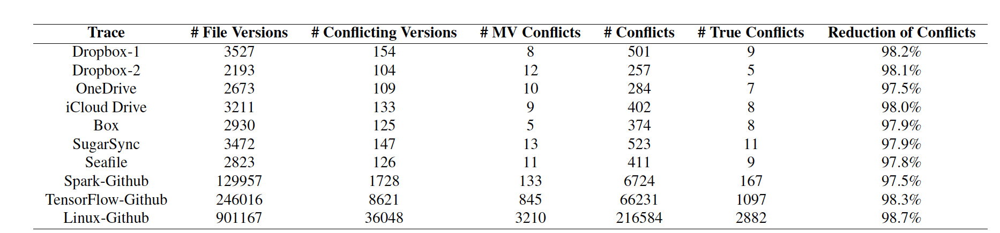 Trace # File Versions # Conflicting Versions # MV Conflicts # Conflicts # True Conflicts Reduction of Conflicts
Dropbox-1 3527 154 8 501 9 98.2%
Dropbox-2 2193 104 12 257 5 98.1%
OneDrive 2673 109 10 284 7 97.5%
iCloud Drive 3211 133 9 402 8 98.0%
Box 2930 125 5 374 8 97.9%
SugarSync 3472 147 13 523 11 97.9%
Seafile 2823 126 11 411 9 97.8%
Spark-Github 129957 1728 133 6724 167 97.5%
TensorFlow-Github 246016 8621 845 66231 1097 98.3%
Linux-Github 901167 36048 3210 216584 2882 98.7%